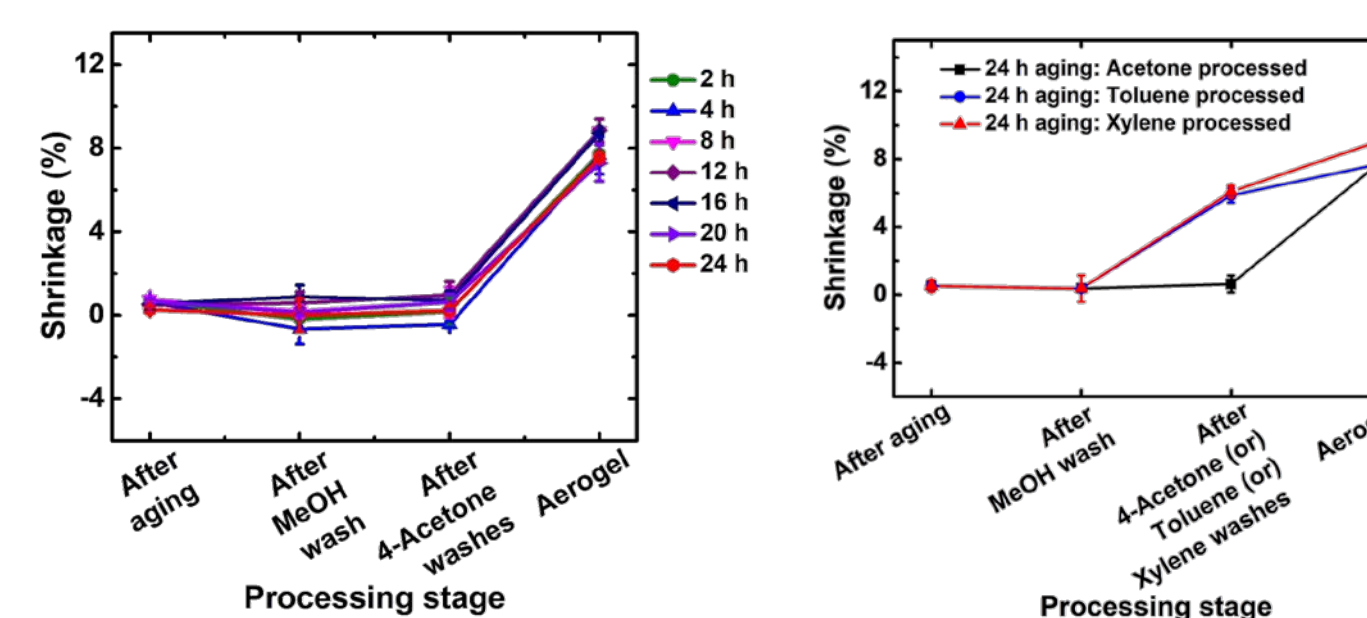 12
8
4
0
-4
Shrinkage (%)
2 h
4 h
8 h
12 h
16 h
20 h
24 h
After
aging
After
MeOH
wash
After
4-Acetone
washes
Aerogel
Processing stage
24 h aging: Acetone processed
24 h aging: Toluene processed
24 h aging: Xylene processed
12
8
4
0
-4
Shrinkage (%)
After aging
After
MeOH wash
After
4-Acetone (or)
Toluene (or)
Xylene washes
Processing stage